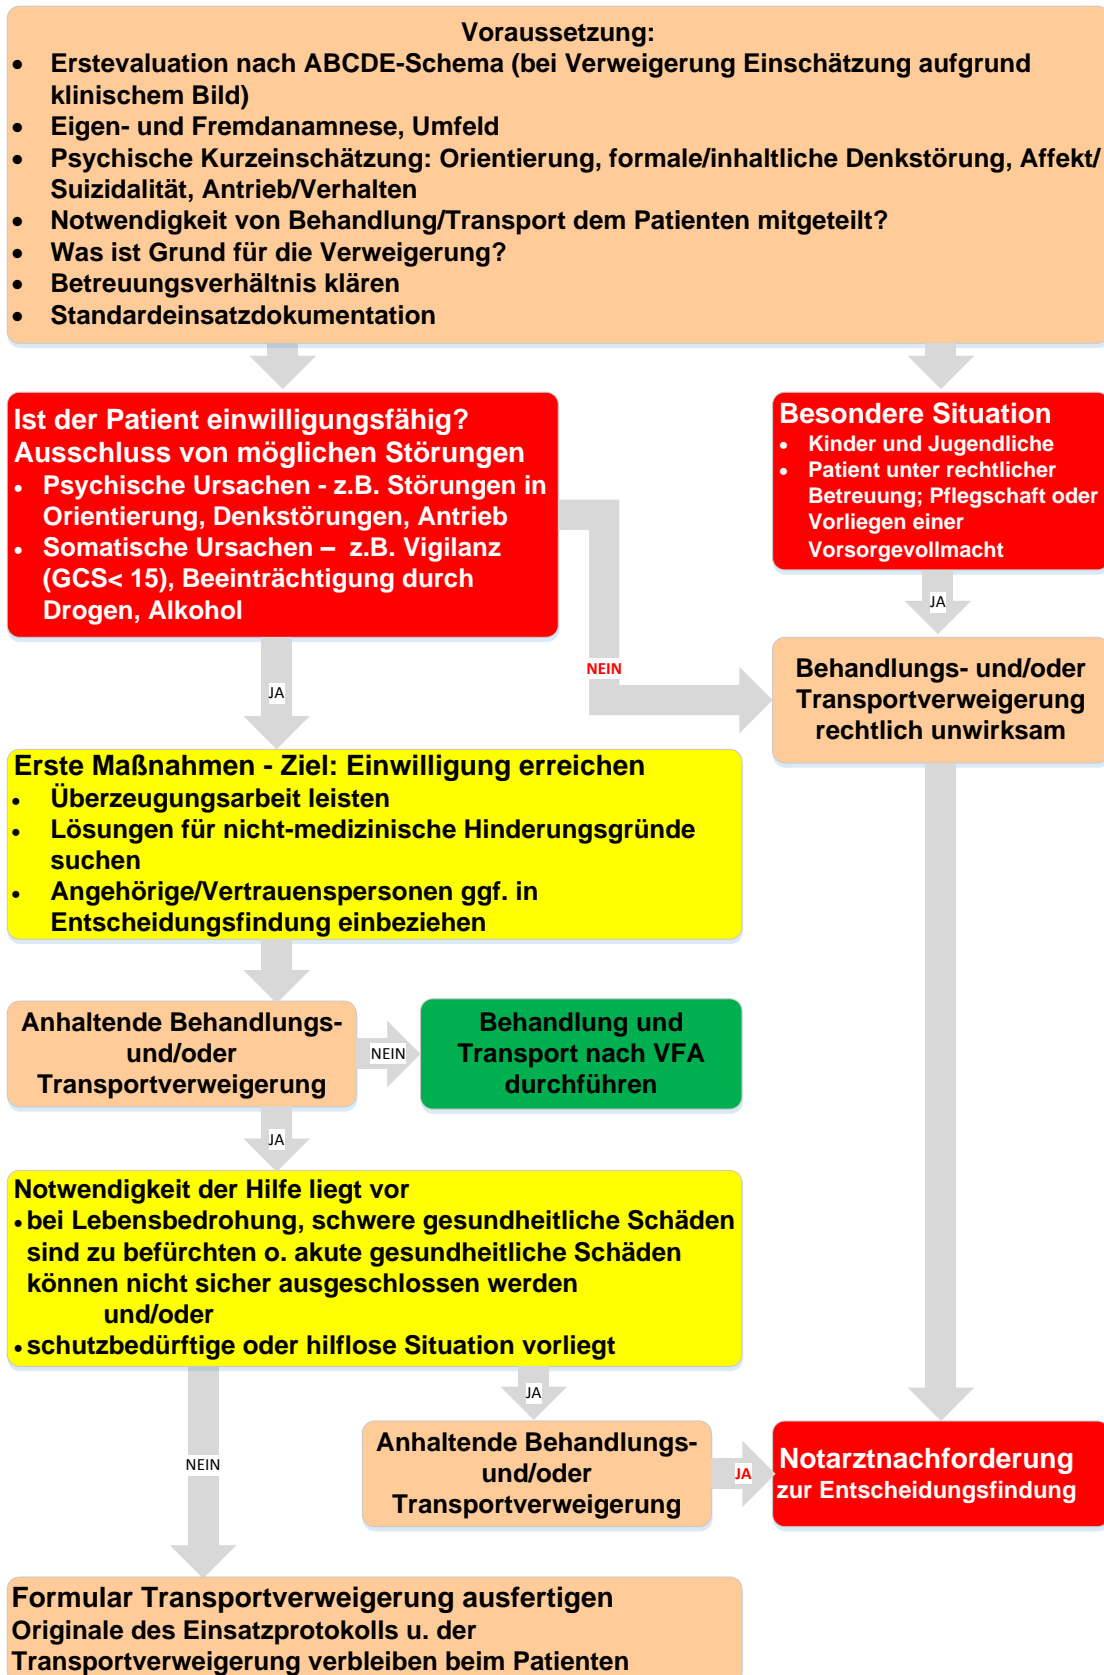 Voraussetzung:
• Erstevaluation nach ABCDE-Schema (bei Verweigerung Einschätzung aufgrund
klinischem Bild)
• Eigen- und Fremdanamnese, Umfeld
• Psychische Kurzeinschätzung: Orientierung, formale/inhaltliche Denkstörung, Affekt/
Suizidalität, Antrieb/Verhalten
• Notwendigkeit von Behandlung/Transport dem Patienten mitgeteilt?
• Was ist Grund für die Verweigerung?
• Betreuungsverhältnis klären
• Standardeinsatzdokumentation
Ist der Patient einwilligungsfähig?
Ausschluss von möglichen Störungen
• Psychische Ursachen - z.B. Störungen in
Orientierung, Denkstörungen, Antrieb
• Somatische Ursachen – z.B. Vigilanz
(GCS< 15), Beeinträchtigung durch
Drogen, Alkohol
Besondere Situation
• Kinder und Jugendliche
• Patient unter rechtlicher
Betreuung; Pflegschaft oder
Vorliegen einer
Vorsorgevollmacht
JA
NEIN
JA
Behandlungs- und/oder
Transportverweigerung
rechtlich unwirksam
Erste Maßnahmen - Ziel: Einwilligung erreichen
• Überzeugungsarbeit leisten
• Lösungen für nicht-medizinische Hinderungsgründe
suchen
• Angehörige/Vertrauenspersonen ggf. in
Entscheidungsfindung einbeziehen
Anhaltende Behandlungs-
und/oder
Transportverweigerung
NEIN
Behandlung und
Transport nach VFA
durchführen
JA
Notwendigkeit der Hilfe liegt vor
• bei Lebensbedrohung, schwere gesundheitliche Schäden
sind zu befürchten o. akute gesundheitliche Schäden
können nicht sicher ausgeschlossen werden
und/oder
• schutzbedürftige oder hilflose Situation vorliegt
JA
NEIN
Anhaltende Behandlungs-
und/oder
Transportverweigerung
JA
Notarztnachforderung
zur Entscheidungsfindung
Formular Transportverweigerung ausfertigen
Originale des Einsatzprotokolls u. der
Transportverweigerung verbleiben beim Patienten